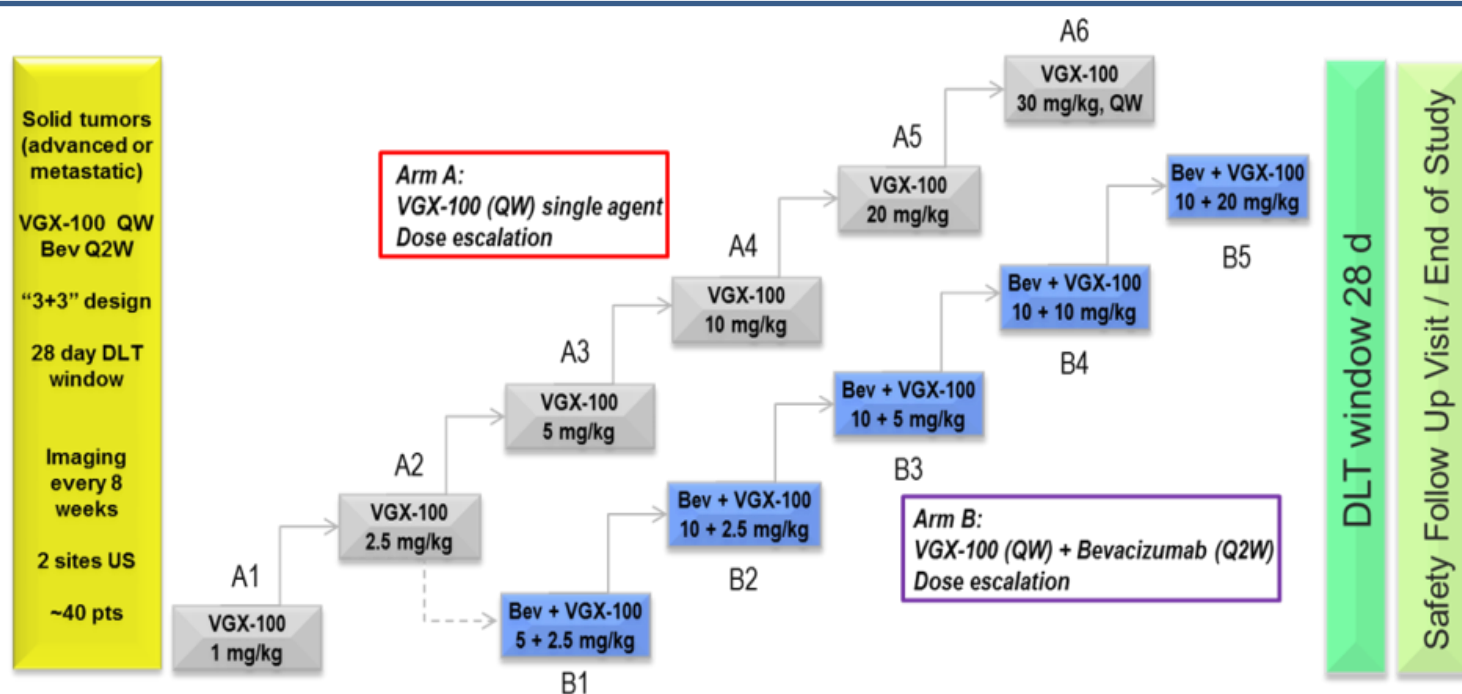 Solid tumors
(advanced or
metastatic)
VGX-100 QW
Bev Q2W
“3+3” design
28 day DLT
window
Imaging
every 8
weeks
2 sites US
~40 pts
A1
VGX-100
1 mg/kg
A2
VGX-100
2.5 mg/kg
A3
VGX-100
5 mg/kg
A4
VGX-100
10 mg/kg
A5
VGX-100
20 mg/kg
A6
VGX-100
30 mg/kg, QW
Arm A:
VGX-100 (QW) single agent
Dose escalation
Bev + VGX-100
5 + 2.5 mg/kg
B1
Bev + VGX-100
10 + 2.5 mg/kg
B2
Bev + VGX-100
10 + 5 mg/kg
B3
Bev + VGX-100
10 + 10 mg/kg
B4
Bev + VGX-100
10 + 20 mg/kg
B5
Arm B:
VGX-100 (QW) + Bevacizumab (Q2W)
Dose escalation
DLT window 28 d
Safety Follow Up Visit / End of Study